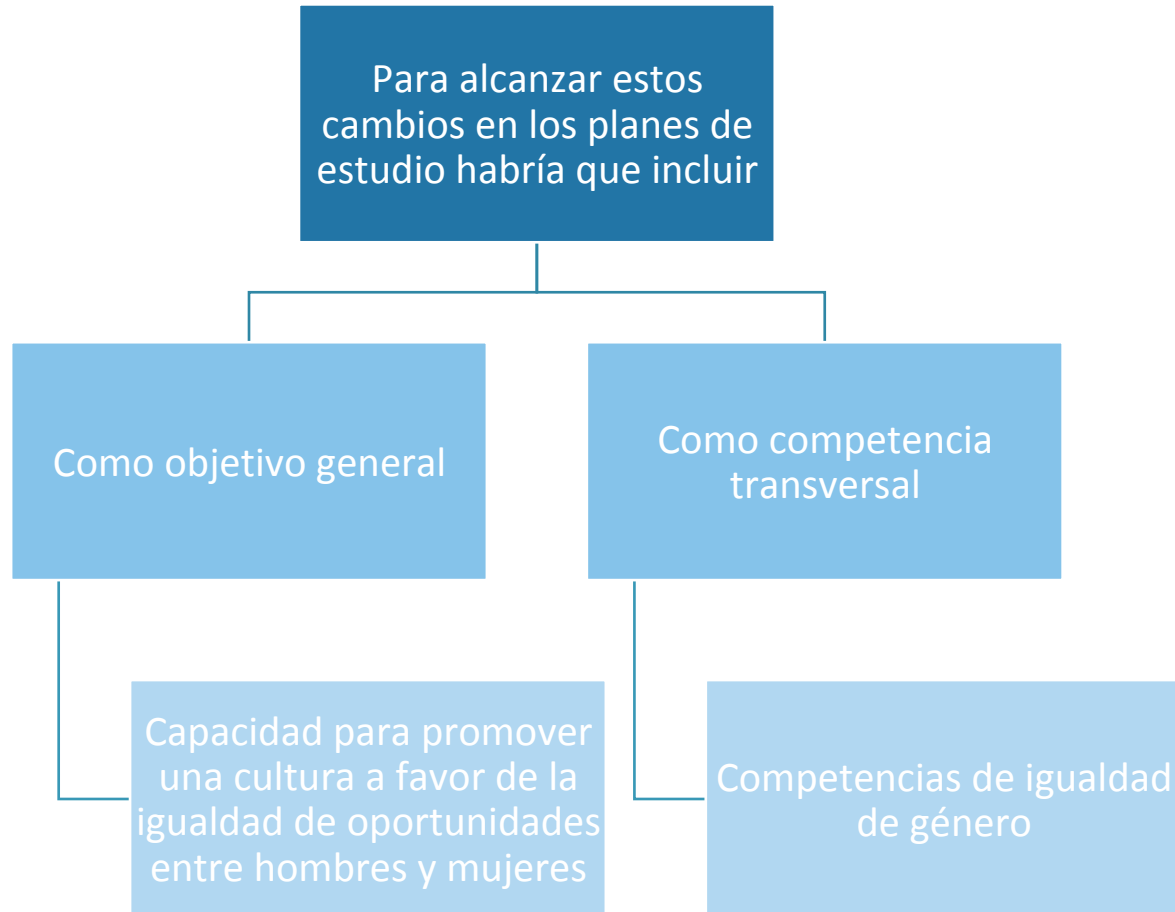 Para alcanzar estos
cambios en los planes de
estudio habría que incluir
Como objetivo general
Como competencia
transversal
Capacidad para promover
una cultura a favor de la
igualdad de oportunidades
entre hombres y mujeres
Competencias de igualdad
de género